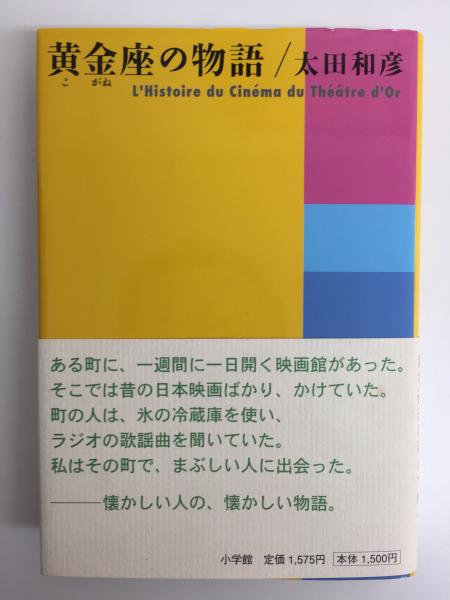 黄金座の物語/太田和彦
こがね
L'Histoire du Cinéma du Théâtre d'Or
ある町に、一週間に一日開く映画館があった。
そこでは昔の日本映画ばかり、かけていた。
町の人は、氷の冷蔵庫を使い、
ラジオの歌謡曲を聞いていた。
私はその町で、まぶしい人に出会った。
———懐かしい人の、懐かしい物語。
小学館 定価 1,575円 本体 1,500円